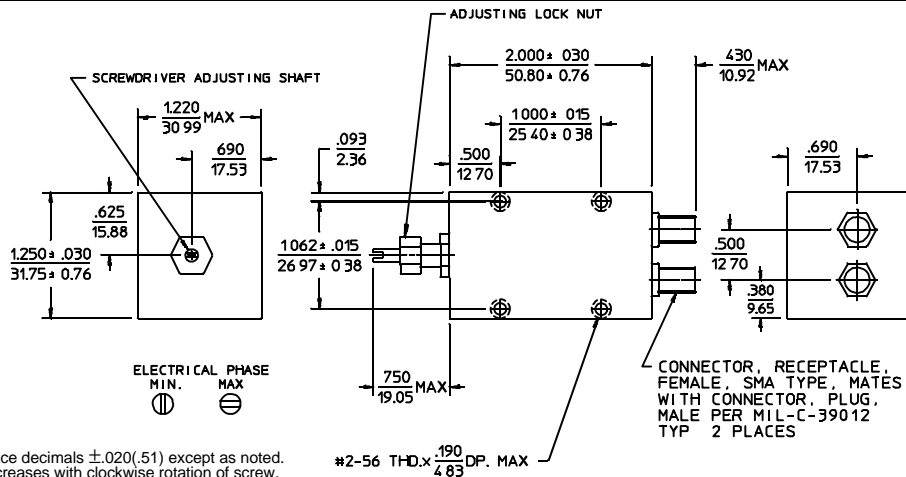 ADJUSTING LOCK NUT
SCREWDRIVER ADJUSTING SHAFT
2.000± 030
50.80± 0.76
430
10.92
MAX
1.220
30 99
MAX
1000± 015
25 40± 0 38
.093
2.36
690
17.53
.500
12 70
.690
17.53
.625
15.88
1.250± .030
31.75± 0.76
1062± .015
26 97± 0 38
.500
12 70
.380
9.65
ELECTRICAL PHASE
MIN. MAX
750
19.05
MAX
CONNECTOR, RECEPTACLE,
FEMALE, SMA TYPE, MATES
WITH CONNECTOR, PLUG,
MALE PER MIL-C-39012
TYP 2 PLACES
#2-56 THD.x .190
4 83
DP. MAX
ce decimals ±.020(.51) except as noted.
creases with clockwise rotation of screw.